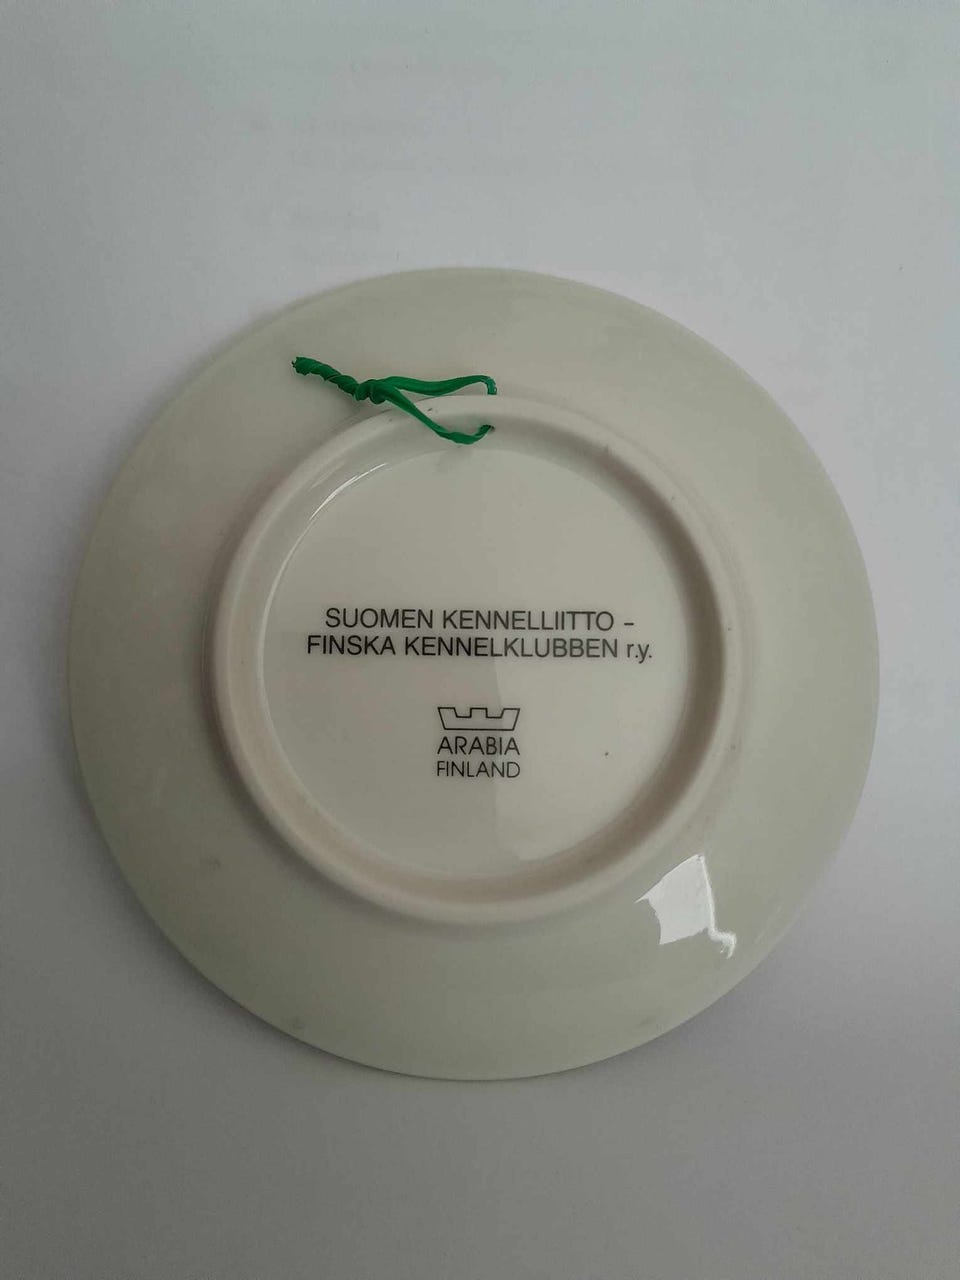 SUOMEN KENNELLIITTO -
FINSKA KENNELKLUBBEN r.y.
ARABIA
FINLAND